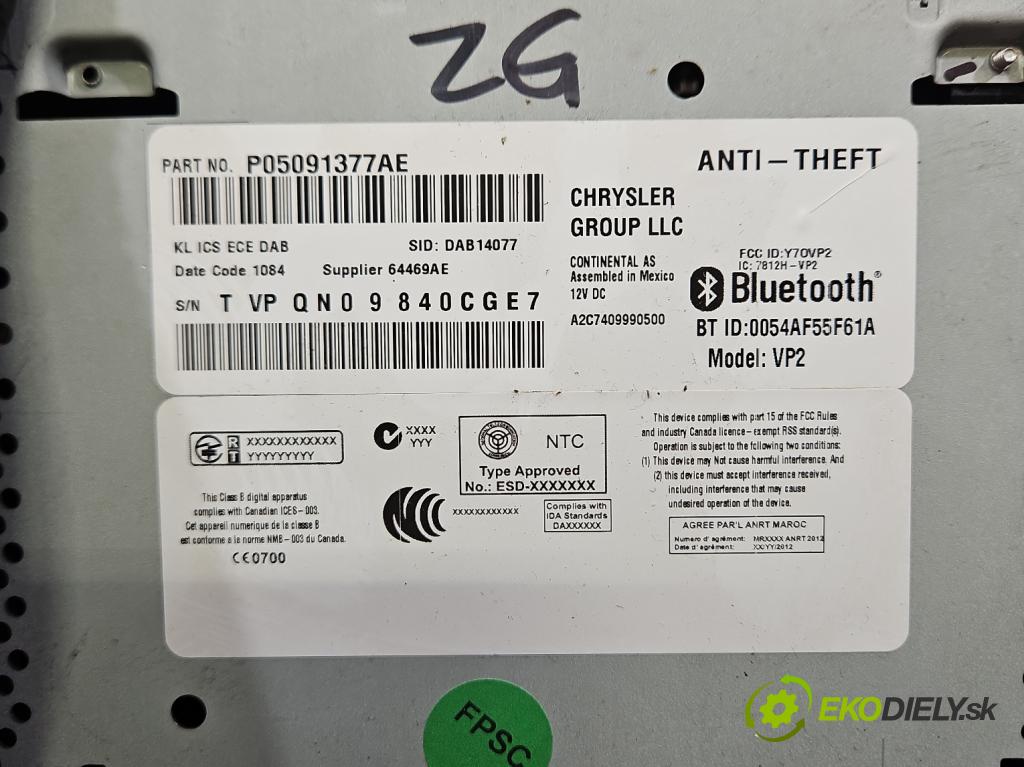 ZG
PART NO. P05091377AE
ANTI-THEFT
CHRYSLER
GROUP LLC
KL ICS ECE DAB SID: DAB14077
Date Code 1084 Supplier 64469AE
S/N T VP QN09840CGE7
CONTINENTAL AS
Assembled in Mexico
12V DC
A2C7409990500
FCC ID:Y7OVP2
IC: 7812H-VP2
Bluetooth®
BT ID:0054AF55F61A
Model: VP2
R XXXXXXXXXXXX
T YYYYYYYYY
XXXX
YYY
NTC
Type Approved
No.: ESD-XXXXXXX
This device complies with part 15 of the FCC Rules
and industry Canada licence-exempt RSS standard(s).
Operation is subject to the following two conditions:
(1) This device may Not cause harmful interference. And
(2) this device must accept interference received,
including interference that may cause
undesired operation of the device.
This Class B digital apparatus
complies with Canadian ICES-003.
Cet appareil numerique de la classe B
est conforme a la norme NMB-003 du Canada.
CE0700
XXXXXXXXXXXX
Complies with
IDA Standards
DAXXXXXX
AGREE PAR'L ANRT MAROC
Numero d' agrément: MRXXXX ANRT 2012
Date d' agrément: XX/YY/2012
FPSC
EKODIELY.sk